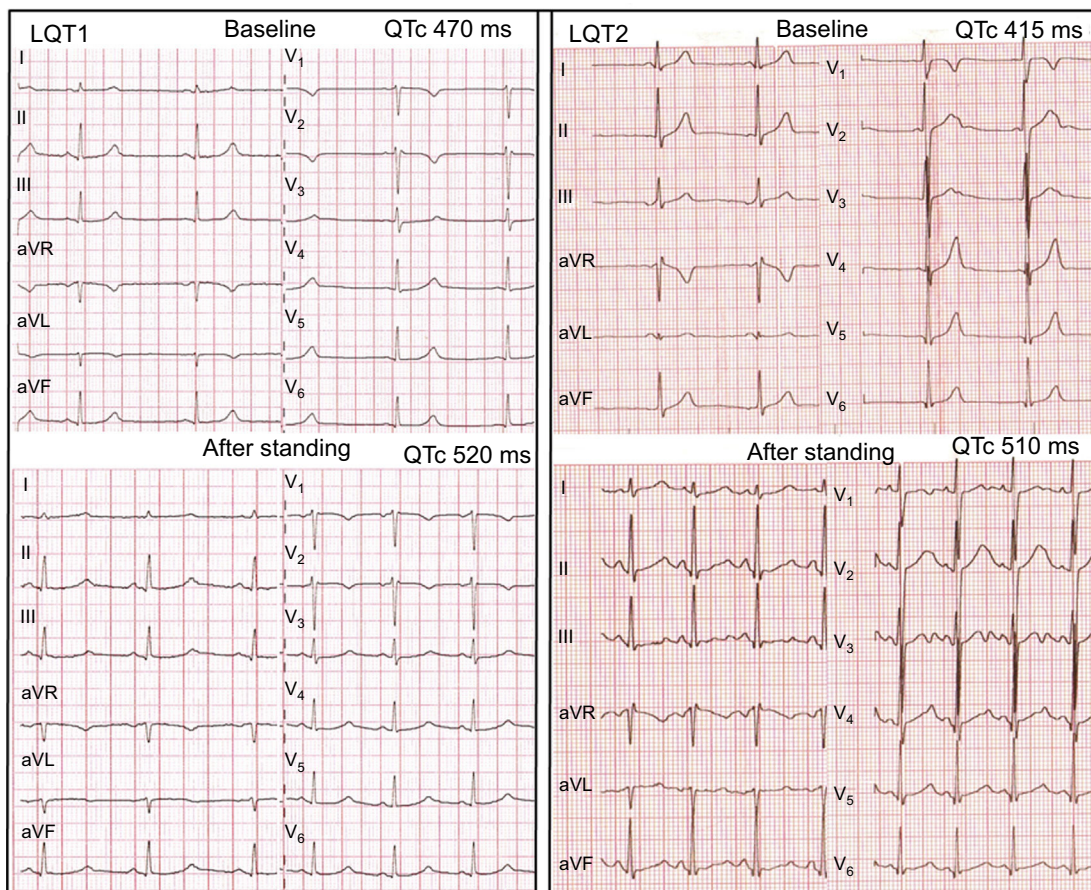 LQT1 Baseline QTc 470 ms
I V1
II V2
III V3
aVR V4
aVL V5
aVF V6
After standing QTc 520 ms
I V1
II V2
III V3
aVR V4
aVL V5
aVF V6
LQT2 Baseline QTc 415 ms
I V1
II V2
III V3
aVR V4
aVL V5
aVF V6
After standing QTc 510 ms
I V1
II V2
III V3
aVR V4
aVL V5
aVF V6